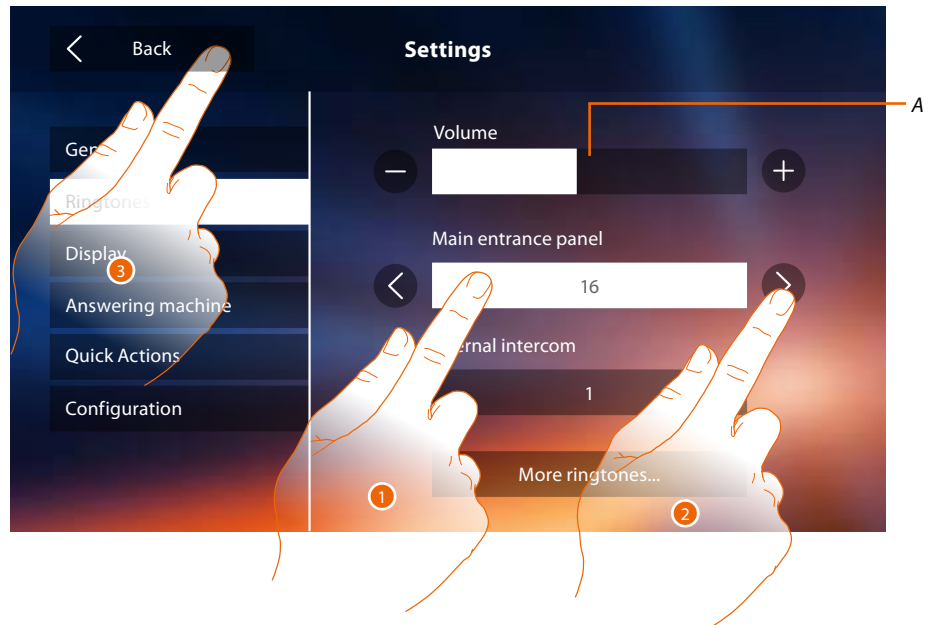 Back
Settings
A
Volume
Ringtones
Main entrance panel
Display
3
16
Answering machine
Quick Actions
intercom
1
Configuration
More ringtones...
1
2